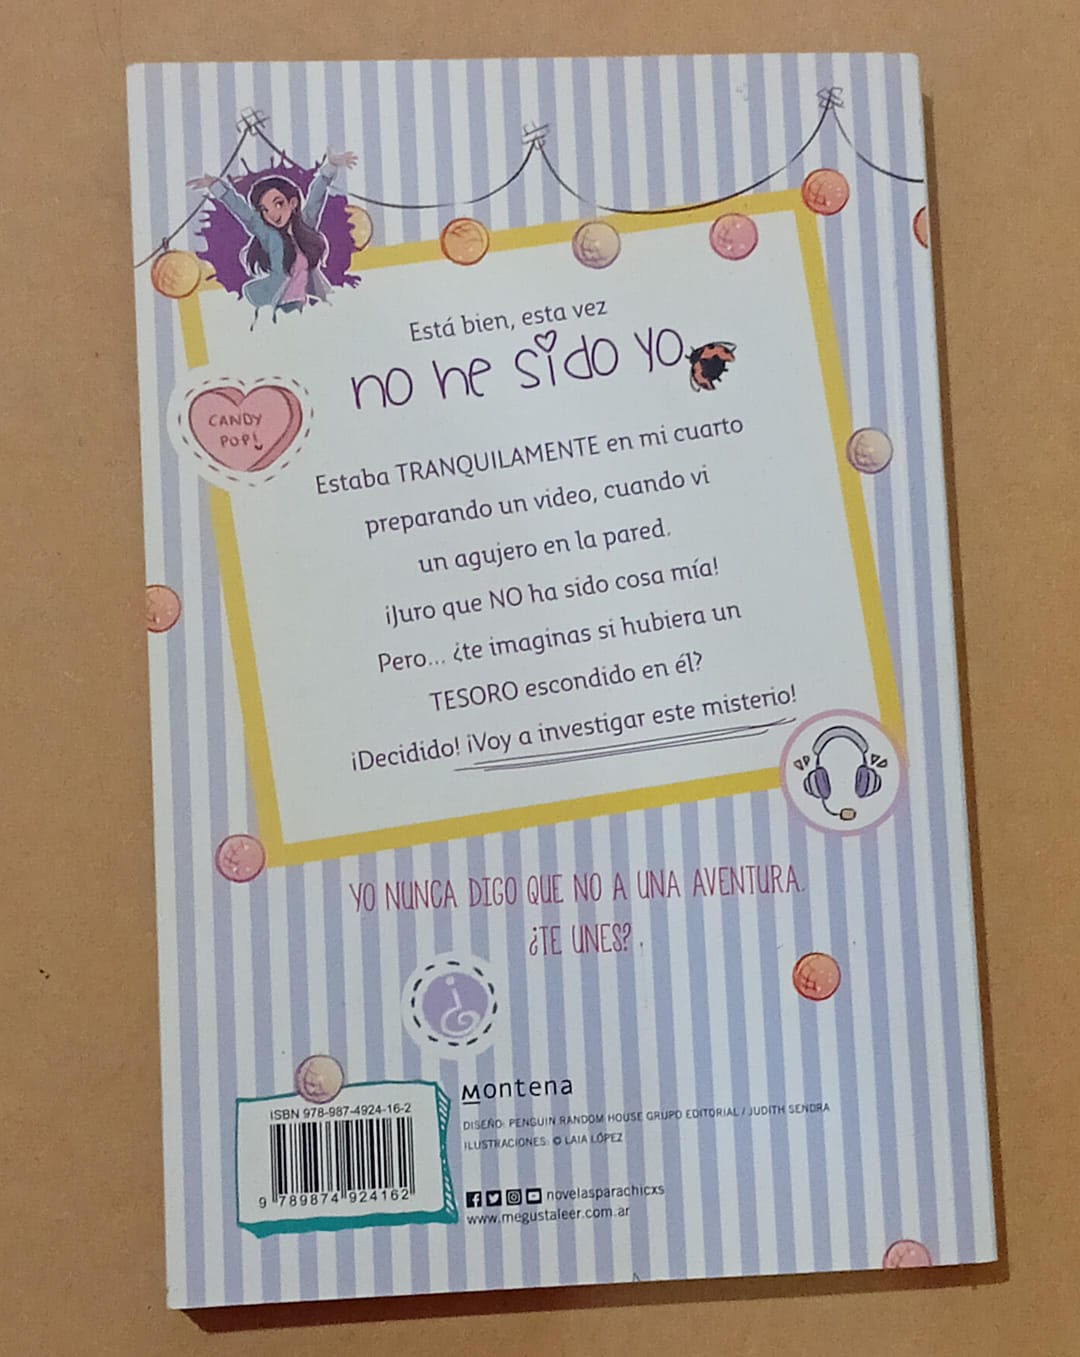 Está bien, esta vez
no he sido yo
CANDY
POP!
Estaba TRANQUILAMENTE en mi cuarto
preparando un video, cuando vi
un agujero en la pared.
¡Juro que NO ha sido cosa mía!
Pero... ¿te imaginas si hubiera un
TESORO escondido en él?
¡Decidido! ¡Voy a investigar este misterio!
YO NUNCA DIGO QUE NO A UNA AVENTURA.
¿TE UNES?
Montena
DISEÑO: PENGUIN RANDOM HOUSE GRUPO EDITORIAL / JUDITH SENDRA
ILUSTRACIONES: © LAIA LÓPEZ
novelasparachicxs
www.megustaleer.com.ar
ISBN 978-987-4924-16-2
9 789874 924162